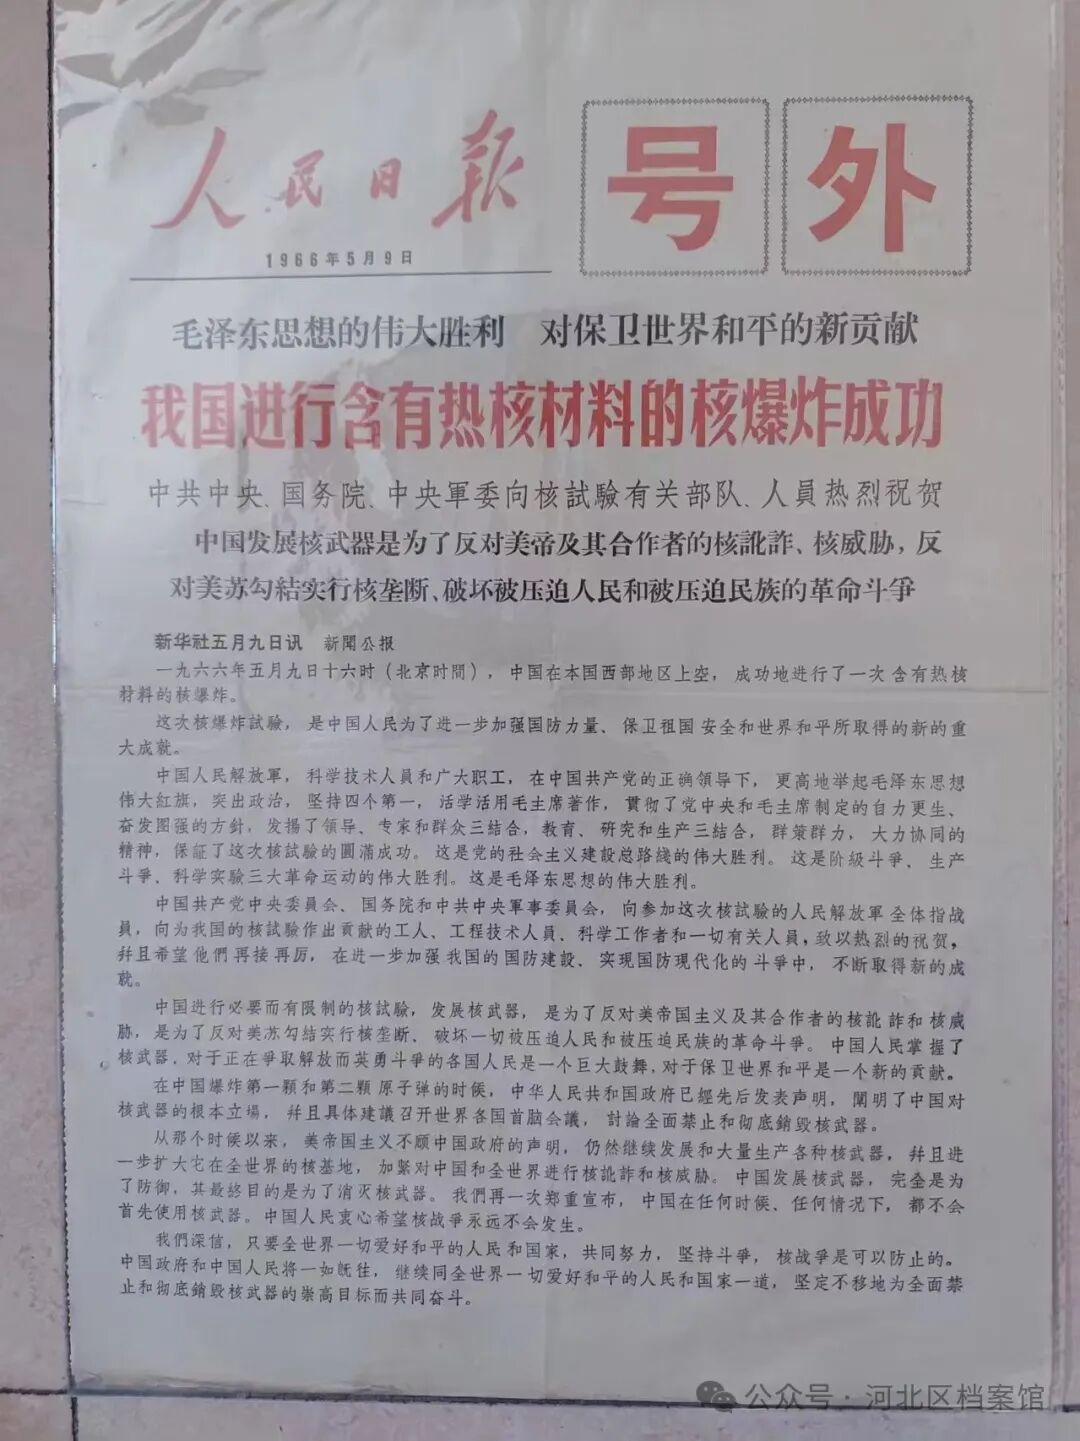 人民日报
号外
1966年5月9日
毛泽东思想的伟大胜利　对保卫世界和平的新贡献
我国进行含有热核材料的核爆炸成功
中共中央、国务院、中央軍委向核試驗有关部队、人員热烈祝贺
中国发展核武器是为了反对美帝及其合作者的核訛詐、核威胁，反
对美苏勾結实行核垄断、破坏被压迫人民和被压迫民族的革命斗爭
新华社五月九日讯　新聞公报
一九六六年五月九日十六时（北京时間），中国在本国西部地区上空，成功地进行了一次含有热核
材料的核爆炸。
这次核爆炸試驗，是中国人民为了进一步加强国防力量、保卫祖国安全和世界和平所取得的新的重
大成就。
中国人民解放軍，科学技术人員和广大职工，在中国共产党的正确領导下，更高地举起毛泽东思想
伟大紅旗，突出政治，坚持四个第一，活学活用毛主席著作，貫彻了党中央和毛主席制定的自力更生、
奋发图强的方針，发揚了領导、专家和群众三結合，教育、研究和生产三結合，群策群力，大力协同的
精神，保証了这次核試驗的圓滿成功。这是党的社会主义建設总路綫的伟大胜利。这是阶級斗爭、生产
斗爭、科学实驗三大革命运动的伟大胜利。这是毛泽东思想的伟大胜利。
中国共产党中央委員会、国务院和中共中央軍事委員会，向参加这次核試驗的人民解放軍全体指战
員，向为我国的核試驗作出貢献的工人、工程技术人員、科学工作者和一切有关人員，致以热烈的祝贺，
幷且希望他們再接再厉，在进一步加强我国的国防建設、实現国防現代化的斗爭中，不断取得新的成
就。
中国进行必要而有限制的核試驗，发展核武器，是为了反对美帝国主义及其合作者的核訛詐和核威
胁，是为了反对美苏勾結实行核垄断、破坏一切被压迫人民和被压迫民族的革命斗爭。中国人民掌握了
核武器，对于正在爭取解放而英勇斗爭的各国人民是一个巨大鼓舞，对于保卫世界和平是一个新的貢献。
在中国爆炸第一顆和第二顆原子弹的时候，中华人民共和国政府已經先后发表声明，闡明了中国对
核武器的根本立場，幷且具体建議召开世界各国首脑会議，討論全面禁止和彻底銷毁核武器。
从那个时候以来，美帝国主义不顾中国政府的声明，仍然继续发展和大量生产各种核武器，幷且进
一步扩大它在全世界的核基地，加緊对中国和全世界进行核訛詐和核威胁。中国发展核武器，完全是为
了防御，其最終目的是为了消灭核武器。我們再一次郑重宣布，中国在任何时候、任何情况下，都不会
首先使用核武器。中国人民衷心希望核战爭永远不会发生。
我們深信，只要全世界一切爱好和平的人民和国家，共同努力，坚持斗爭，核战爭是可以防止的。
中国政府和中国人民将一如既往，继续同全世界一切爱好和平的人民和国家一道，坚定不移地为全面禁
止和彻底銷毁核武器的崇高目标而共同奋斗。
公众号·河北区档案馆